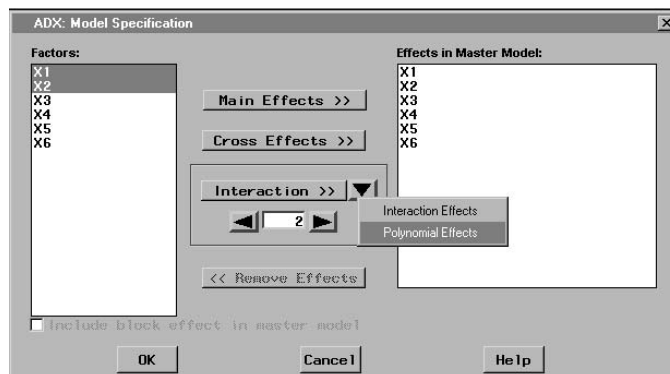 ADX: Model Specification
Factors:
X1
X2
X3
X4
X5
X6
Main Effects >>
Cross Effects >>
Interaction >>
2
Interaction Effects
Polynomial Effects
<< Remove Effects
Effects in Master Model:
X1
X2
X3
X4
X5
X6
Include block effect in master model
OK
Cancel
Help